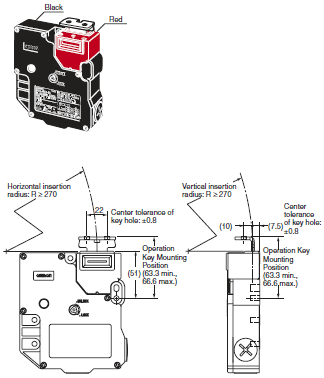 Black
Red
Horizontal insertion
radius: R ≥ 270
22
Center tolerance of
key hole: ±0.8
Operation
Key Mounting
Position
(51) (63.3 min.,
66.6 max.)
Vertical insertion
radius: R ≥ 270
Center
tolerance
of key hole:
±0.8
(10)
(7.5)
Operation Key
Mounting
Position
(63.3 min.,
66.6 max.)